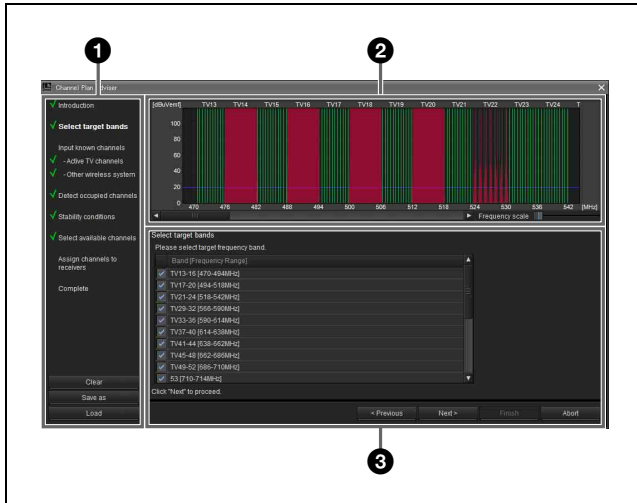 1
2
Channel Plan Adviser
Introduction
Select target bands
Input known channels
- Active TV channels
- Other wireless system
Detect occupied channels
Stability conditions
Select available channels
Assign channels to
receivers
Complete
Clear
Save as
Load
[dBuVemf] TV13 TV14 TV15 TV16 TV17 TV18 TV19 TV20 TV21 TV22 TV23 TV24 T
100
80
60
40
20
0
470 476 482 488 494 500 506 512 518 524 530 536 542 [MHz]
Frequency scale
Select target bands
Please select target frequency band.
Band [Frequency Range]
TV13-16 [470-494MHz]
TV17-20 [494-518MHz]
TV21-24 [518-542MHz]
TV29-32 [566-590MHz]
TV33-36 [590-614MHz]
TV37-40 [614-638MHz]
TV41-44 [638-662MHz]
TV45-48 [662-686MHz]
TV49-52 [686-710MHz]
53 [710-714MHz]
Click "Next" to proceed.
< Previous Next > Finish Abort
3